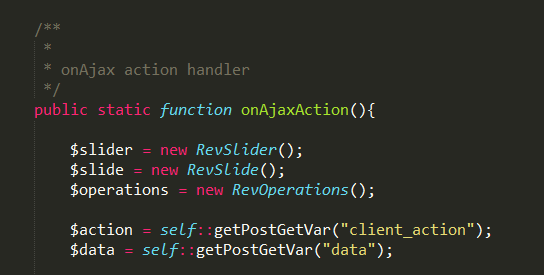 /**
*
* onAjax action handler
*/
public static function onAjaxAction(){
$slider = new RevSlider();
$slide = new RevSlide();
$operations = new RevOperations();
$action = self::getPostGetVar("client_action");
$data = self::getPostGetVar("data");